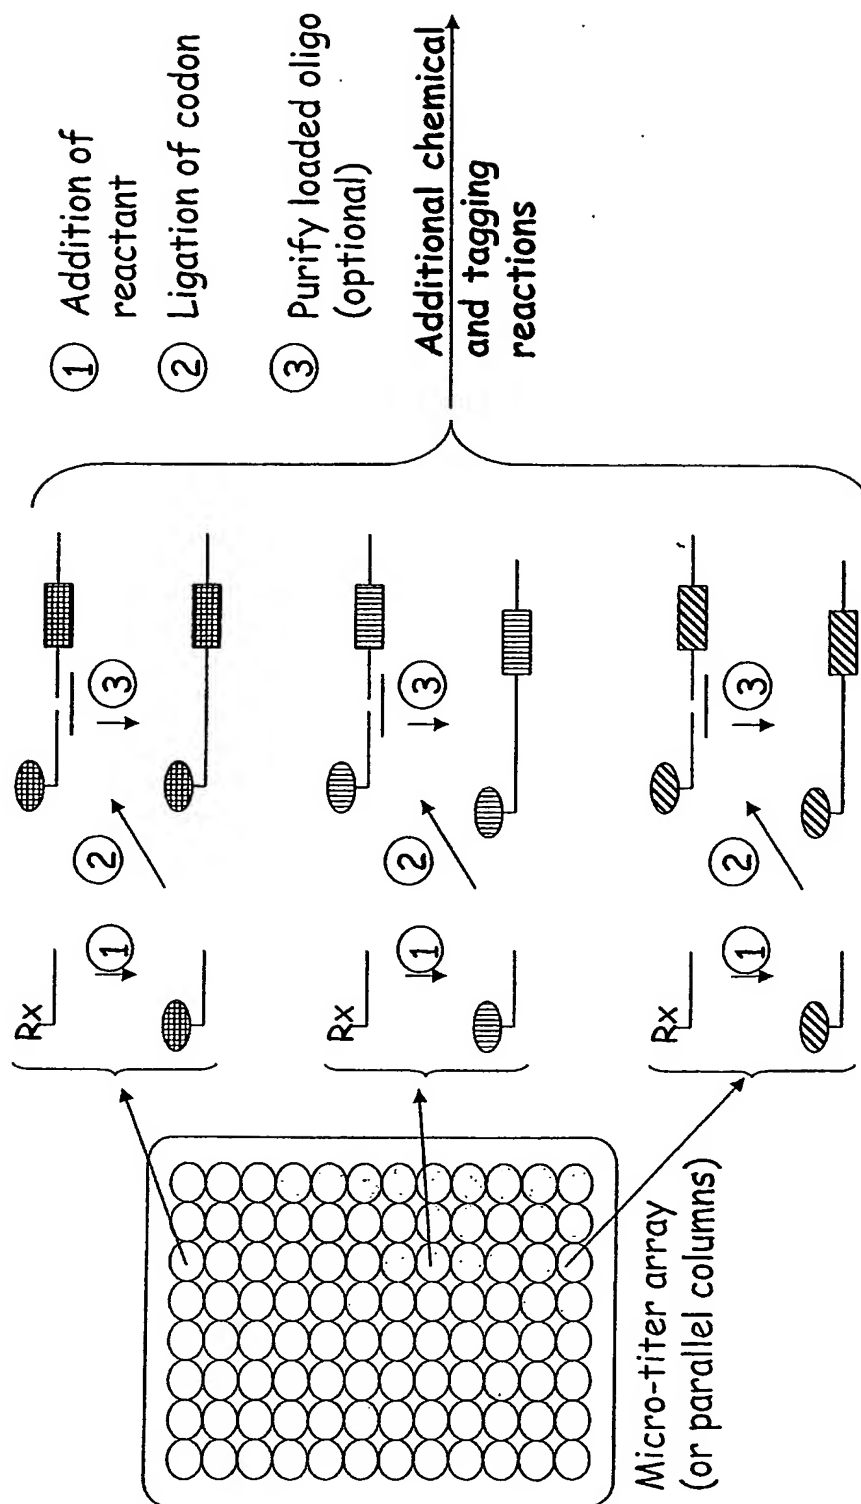 Micro-titer array
(or parallel columns)
Rx
1
2
3
Rx
1
2
3
Rx
1
2
3
1 Addition of
reactant
2 Ligation of codon
3 Purify loaded oligo
(optional)
Additional chemical
and tagging
reactions